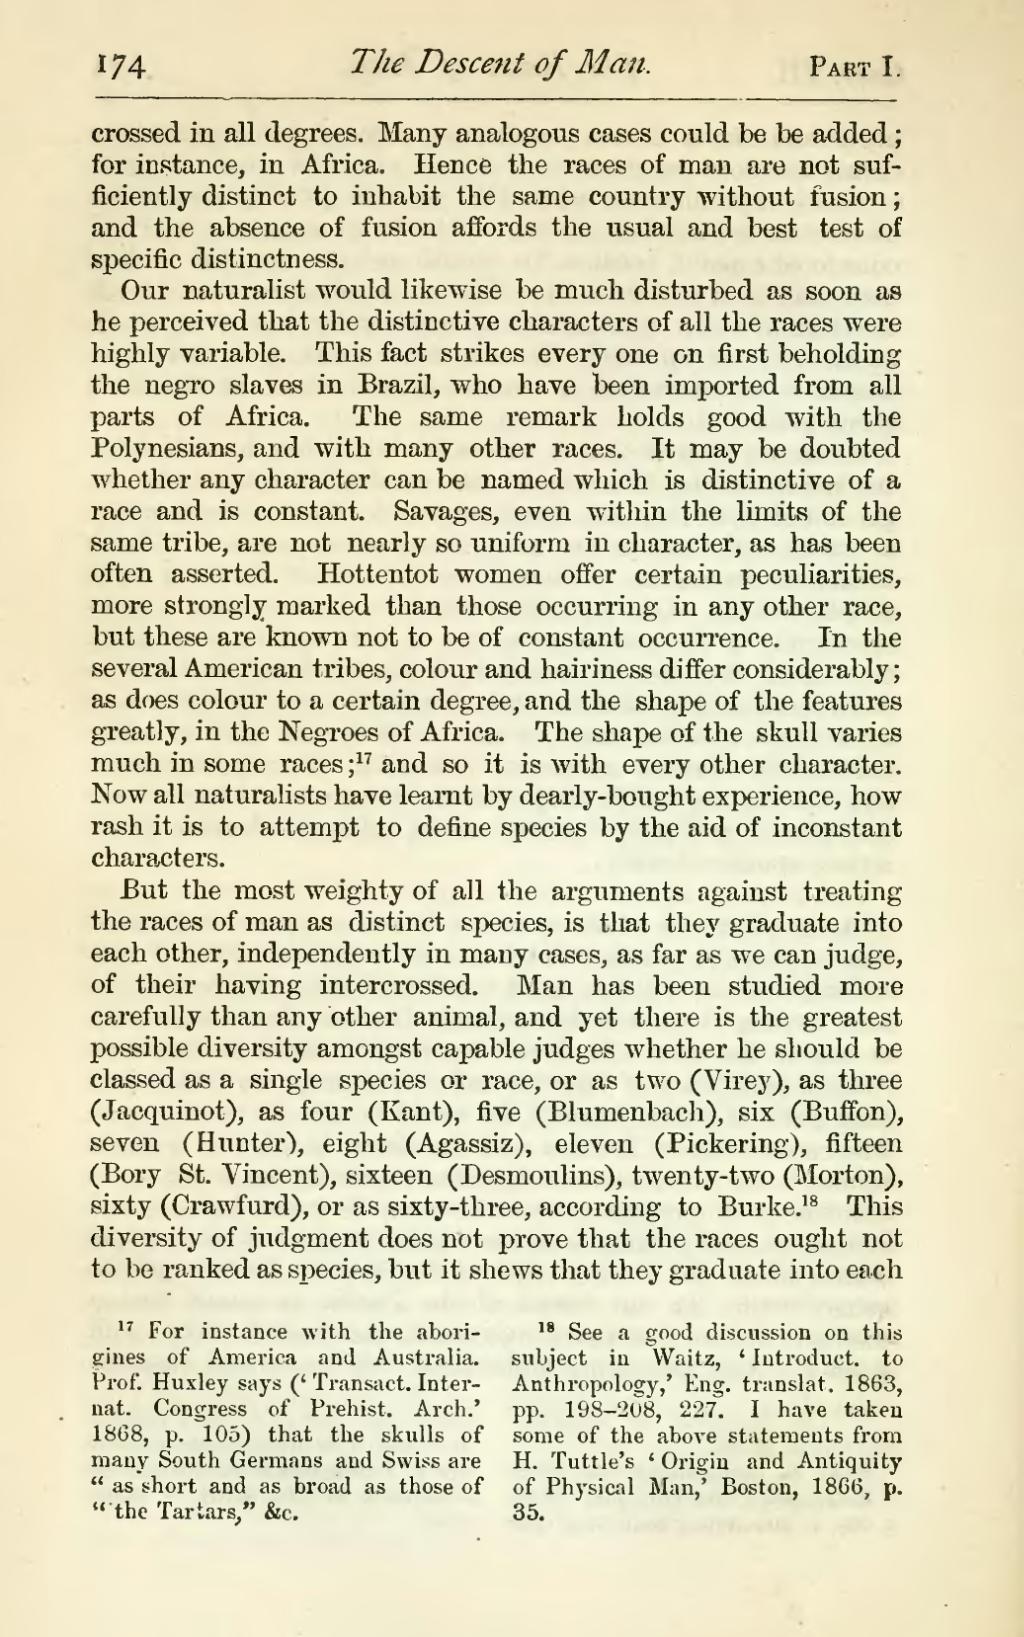 174 The Descent of Man. PART I.
crossed in all degrees. Many analogous cases could be be added;
for instance, in Africa. Hence the races of man are not suf-
ficiently distinct to inhabit the same country without fusion;
and the absence of fusion affords the usual and best test of
specific distinctness.
Our naturalist would likewise be much disturbed as soon as
he perceived that the distinctive characters of all the races were
highly variable. This fact strikes every one on first beholding
the negro slaves in Brazil, who have been imported from all
parts of Africa. The same remark holds good with the
Polynesians, and with many other races. It may be doubted
whether any character can be named which is distinctive of a
race and is constant. Savages, even within the limits of the
same tribe, are not nearly so uniform in character, as has been
often asserted. Hottentot women offer certain peculiarities,
more strongly marked than those occurring in any other race,
but these are known not to be of constant occurrence. In the
several American tribes, colour and hairiness differ considerably;
as does colour to a certain degree, and the shape of the features
greatly, in the Negroes of Africa. The shape of the skull varies
much in some races;¹⁷ and so it is with every other character.
Now all naturalists have learnt by dearly-bought experience, how
rash it is to attempt to define species by the aid of inconstant
characters.
But the most weighty of all the arguments against treating
the races of man as distinct species, is that they graduate into
each other, independently in many cases, as far as we can judge,
of their having intercrossed. Man has been studied more
carefully than any other animal, and yet there is the greatest
possible diversity amongst capable judges whether he should be
classed as a single species or race, or as two (Virey), as three
(Jacquinot), as four (Kant), five (Blumenbach), six (Buffon),
seven (Hunter), eight (Agassiz), eleven (Pickering), fifteen
(Bory St. Vincent), sixteen (Desmoulins), twenty-two (Morton),
sixty (Crawfurd), or as sixty-three, according to Burke.¹⁸ This
diversity of judgment does not prove that the races ought not
to be ranked as species, but it shews that they graduate into each
¹⁷ For instance with the abori-
gines of America and Australia.
Prof. Huxley says (‘Transact. Inter-
nat. Congress of Prehist. Arch.’
1868, p. 105) that the skulls of
many South Germans and Swiss are
“as short and as broad as those of
“the Tartars,” &c.
¹⁸ See a good discussion on this
subject in Waitz, ‘Introduct. to
Anthropology,’ Eng. translat. 1863,
pp. 198–208, 227. I have taken
some of the above statements from
H. Tuttle’s ‘Origin and Antiquity
of Physical Man,’ Boston, 1866, p.
35.